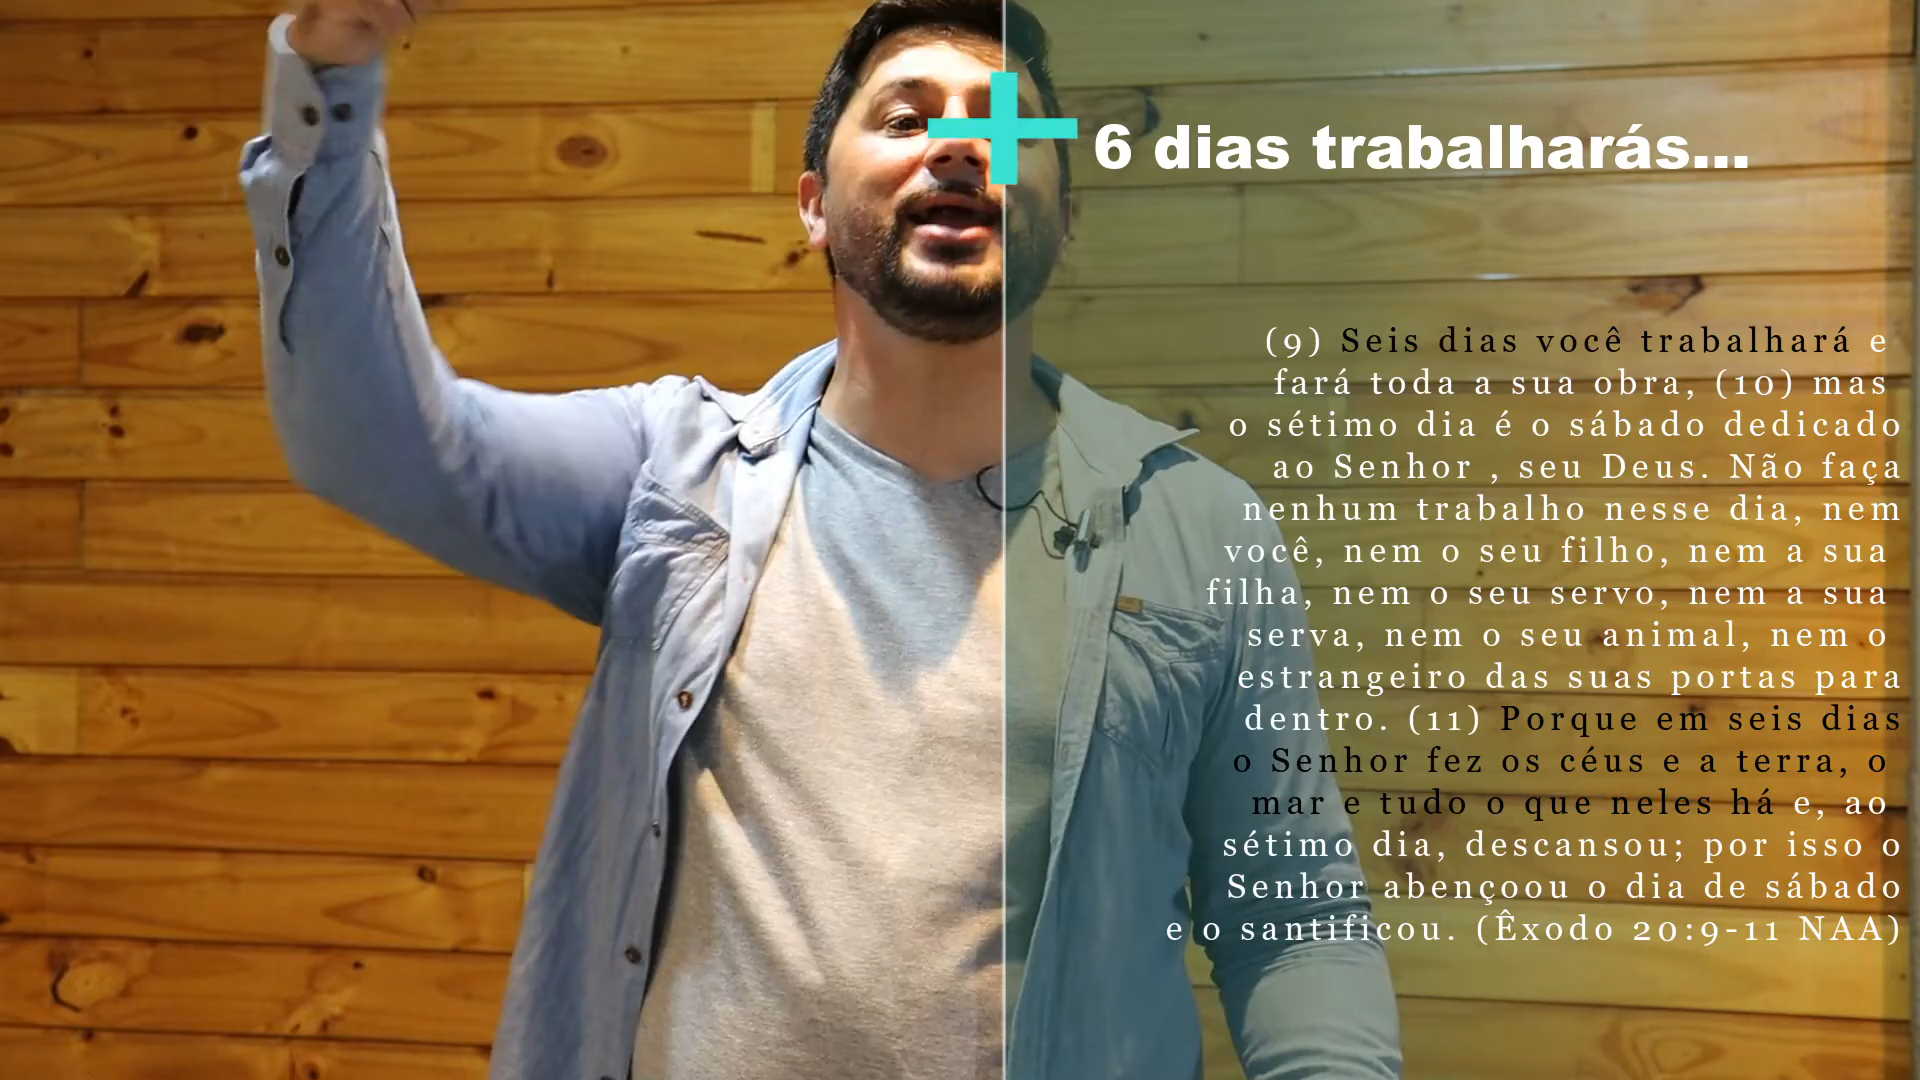 6 dias trabalharás...
(9) Seis dias você trabalhará e
fará toda a sua obra, (10) mas
o sétimo dia é o sábado dedicado
ao Senhor , seu Deus. Não faça
nenhum trabalho nesse dia, nem
você, nem o seu filho, nem a sua
filha, nem o seu servo, nem a sua
serva, nem o seu animal, nem o
estrangeiro das suas portas para
dentro. (11) Porque em seis dias
o Senhor fez os céus e a terra, o
mar e tudo o que neles há e, ao
sétimo dia, descansou; por isso o
Senhor abençoou o dia de sábado
e o santificou. (Êxodo 20:9-11 NAA)